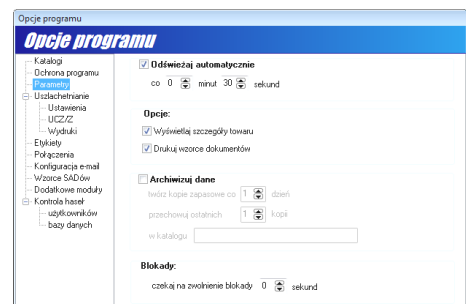 Opcje programu
Opcje programu
Katalogi
Ochrona programu
Parametry
Uszlachetnianie
Ustawienia
UCZ/Z
Wydruki
Etykiety
Połączenia
Konfiguracja e-mail
Wzorce SADów
Dodatkowe moduły
Kontrola haseł
użytkowników
bazy danych
Odświeżaj automatycznie
co 0 minut 30 sekund
Opcje:
Wyświetlaj szczegóły towaru
Drukuj wzorce dokumentów
Archiwizuj dane
twórz kopie zapasowe co 1 dzień
przechowuj ostatnich 1 kopii
w katalogu
Blokady:
czekaj na zwolnienie blokady 0 sekund